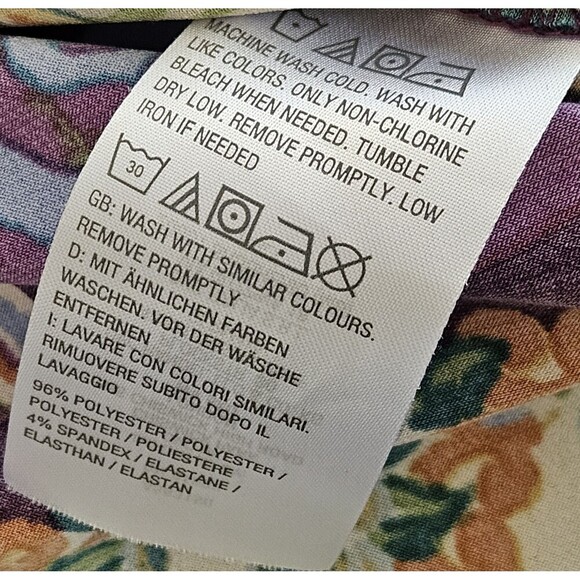 MACHINE WASH COLD. WASH WITH
LIKE COLORS. ONLY NON-CHLORINE
BLEACH WHEN NEEDED. TUMBLE
DRY LOW. REMOVE PROMPTLY. LOW
IRON IF NEEDED
30
GB: WASH WITH SIMILAR COLOURS.
REMOVE PROMPTLY
D: MIT ÄHNLICHEN FARBEN
WASCHEN. VOR DER WÄSCHE
ENTFERNEN
I: LAVARE CON COLORI SIMILARI.
RIMUOVERE SUBITO DOPO IL
LAVAGGIO
96% POLYESTER / POLYESTER /
POLYESTER / POLIESTERE
4% SPANDEX / ELASTANE /
ELASTHAN / ELASTAN